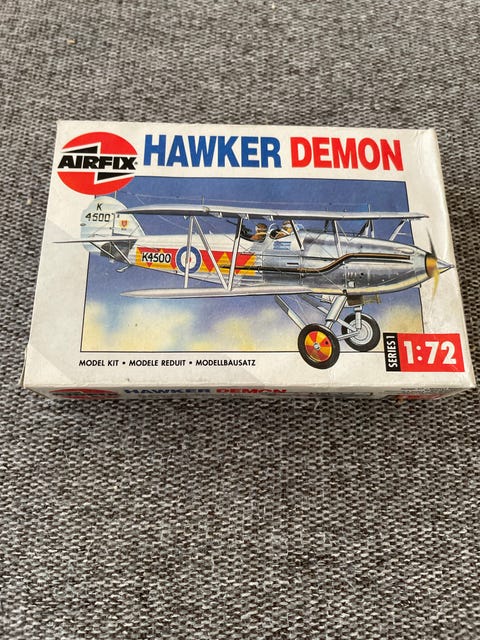 AIRFIX
HAWKER DEMON
K
4500
K4500
MODEL KIT • MODELE REDUIT • MODELLBAUSATZ
SERIES 1
1:72
HAWKER DEMON